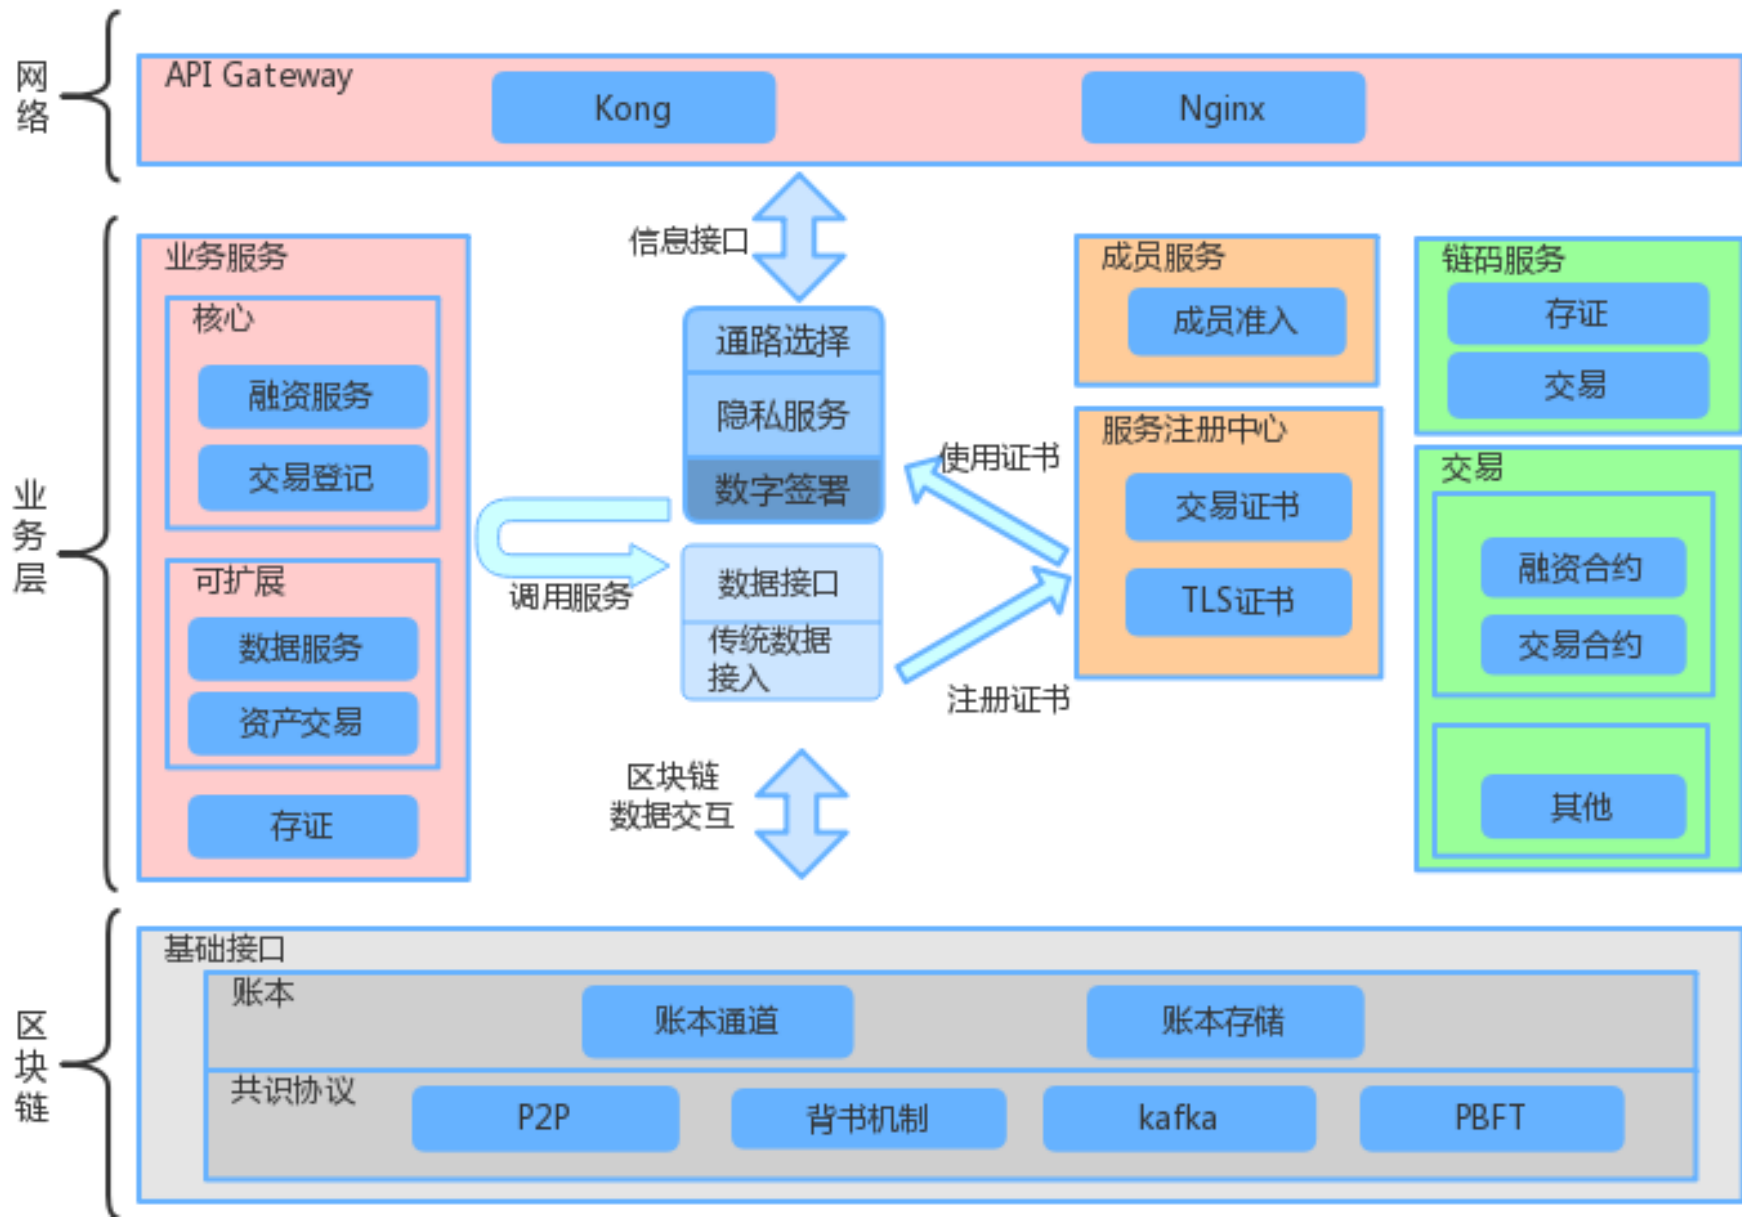 网络
API Gateway
Kong
Nginx
信息接口
业务层
业务服务
核心
融资服务
交易登记
可扩展
数据服务
资产交易
存证
通路选择
隐私服务
数字签署
调用服务
数据接口
传统数据
接入
使用证书
注册证书
成员服务
成员准入
服务注册中心
交易证书
TLS证书
链码服务
存证
交易
交易
融资合约
交易合约
其他
区块链
数据交互
区块链
基础接口
账本
账本通道
账本存储
共识协议
P2P
背书机制
kafka
PBFT